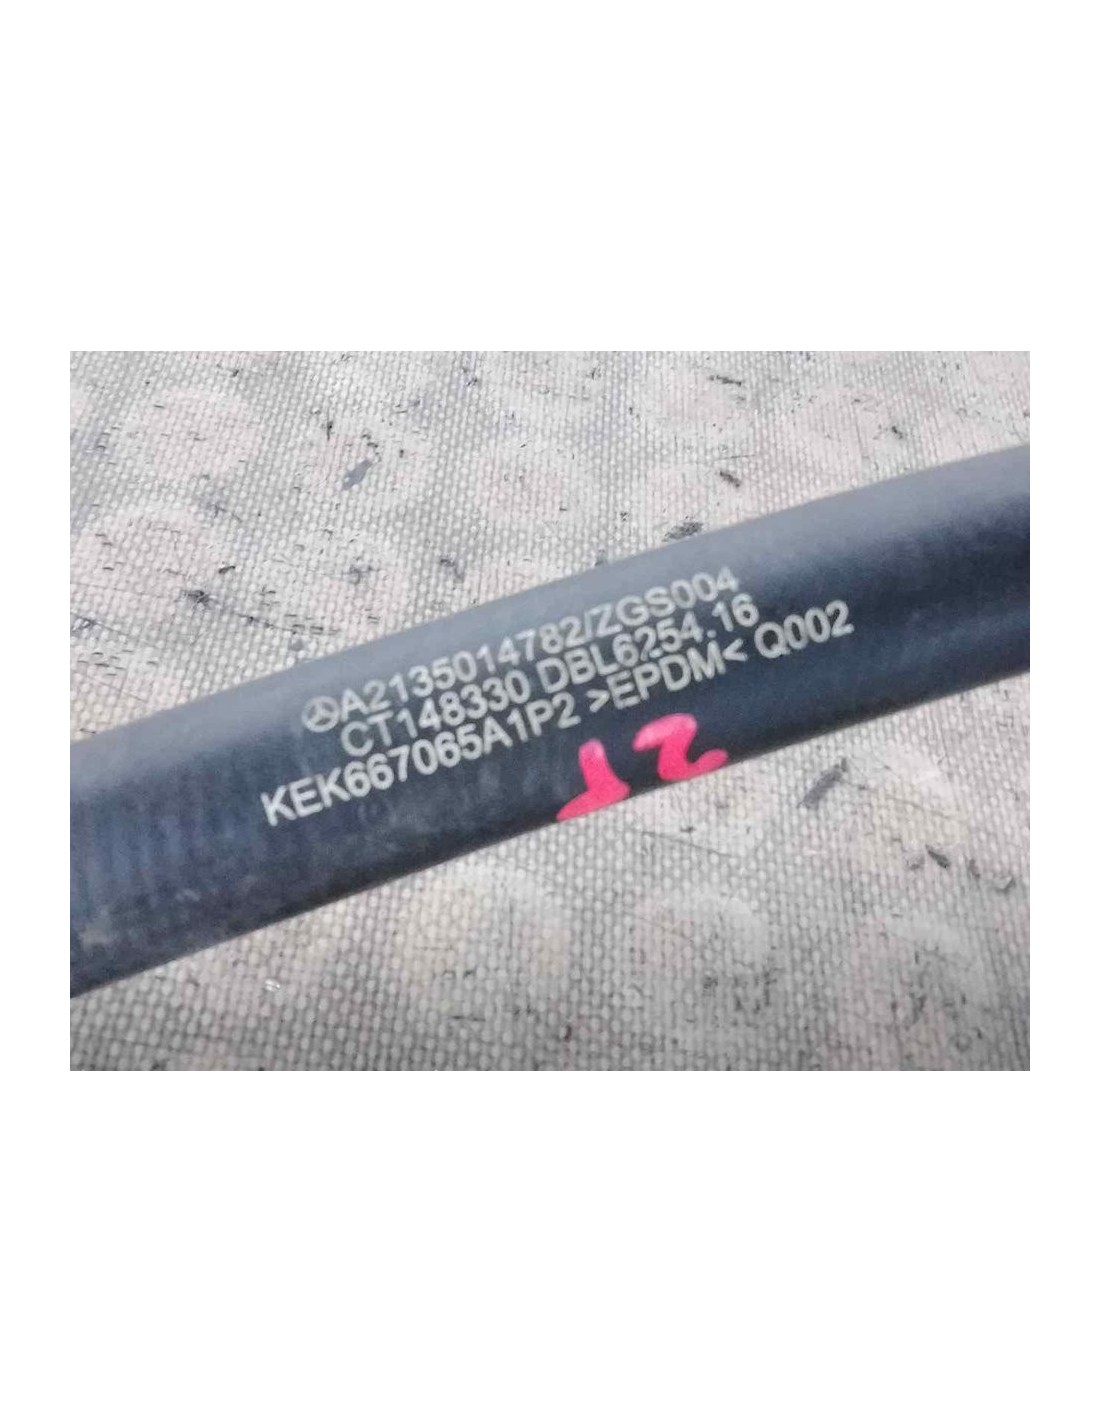 A2135014782/ZGS004
CT148330 DBL6254.16
KEK667065A1P2 >EPDM< Q002